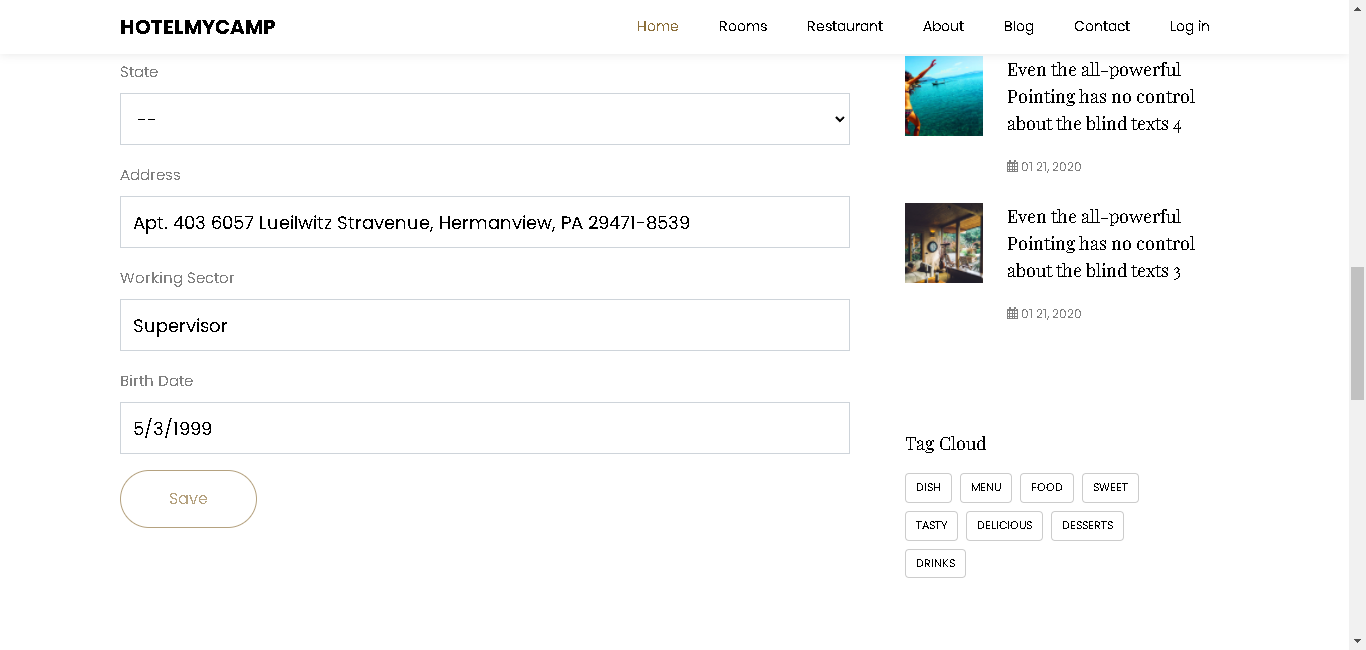 HOTELMYCAMP
Home Rooms Restaurant About Blog Contact Log in
State
--
Address
Apt. 403 6057 Lueilwitz Stravenue, Hermanview, PA 29471-8539
Working Sector
Supervisor
Birth Date
5/3/1999
Save
Even the all-powerful
Pointing has no control
about the blind texts 4
01 21, 2020
Even the all-powerful
Pointing has no control
about the blind texts 3
01 21, 2020
Tag Cloud
DISH MENU FOOD SWEET
TASTY DELICIOUS DESSERTS
DRINKS